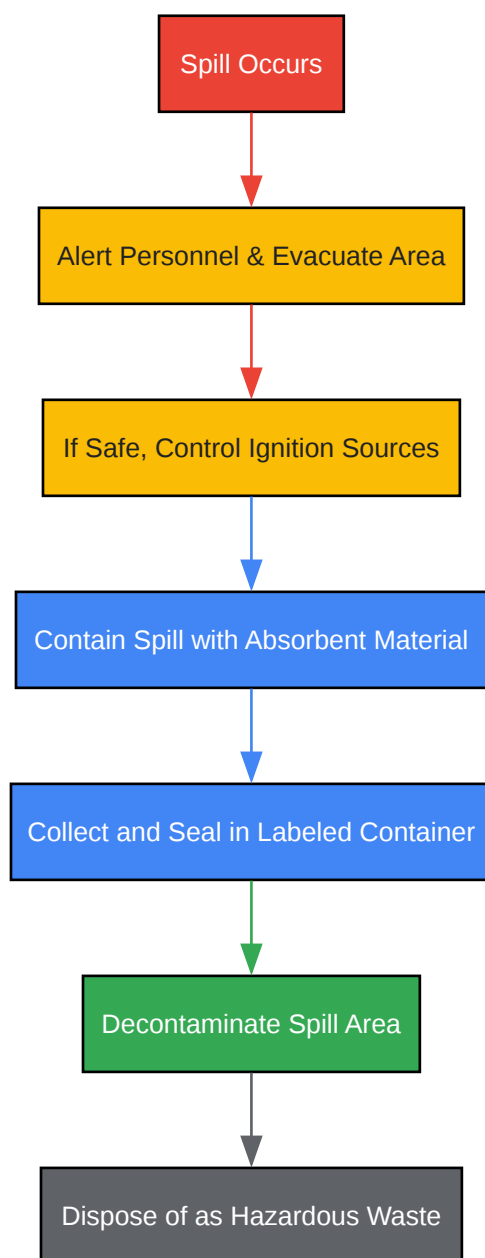 Spill Occurs
Alert Personnel & Evacuate Area
If Safe, Control Ignition Sources
Contain Spill with Absorbent Material
Collect and Seal in Labeled Container
Decontaminate Spill Area
Dispose of as Hazardous Waste